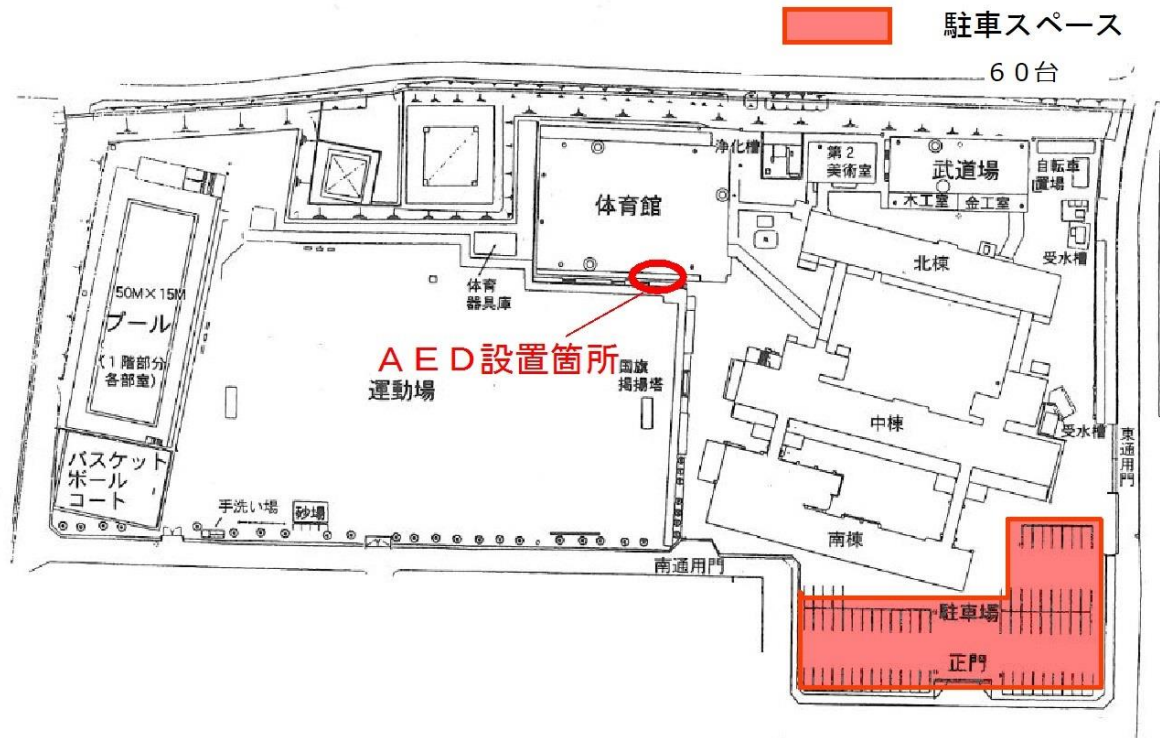 駐車スペース
６０台
浄化槽
第２
美術室
武道場
自転車
置場
木工室
金工室
体育館
受水槽
北棟
体育
器具庫
50M×15M
プール
(１階部分
各部室)
ＡＥＤ設置箇所
国旗
掲揚塔
運動場
中棟
受水槽
東通用門
バスケット
ボール
コート
手洗い場
砂場
南棟
南通用門
駐車場
正門